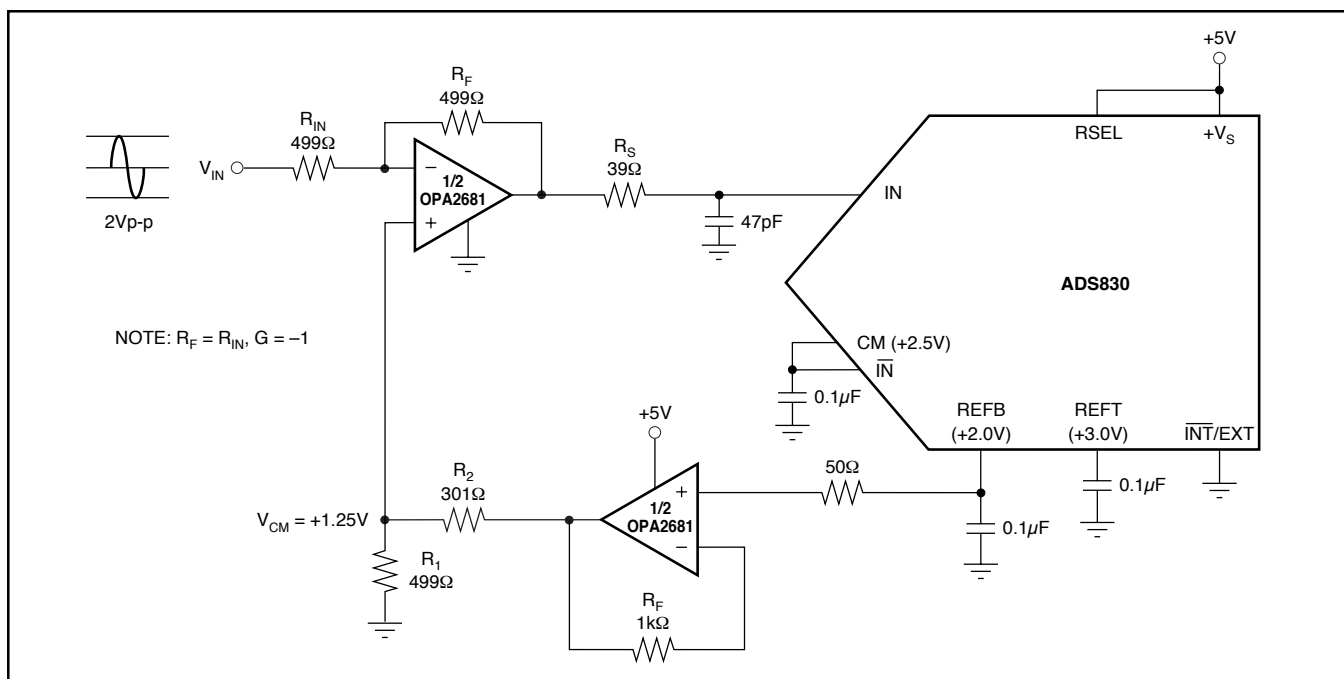 +5V
R_F
499Ω
R_IN
499Ω
RSEL
+V_S
V_IN
−
1/2
OPA2681
+
R_S
39Ω
IN
2Vp-p
47pF
ADS830
NOTE: R_F = R_IN, G = –1
CM (+2.5V)
I̅N̅
0.1µF
REFB
(+2.0V)
REFT
(+3.0V)
I̅N̅T̅/EXT
+5V
50Ω
R_2
301Ω
+
1/2
OPA2681
−
0.1µF
0.1µF
V_CM = +1.25V
R_1
499Ω
R_F
1kΩ